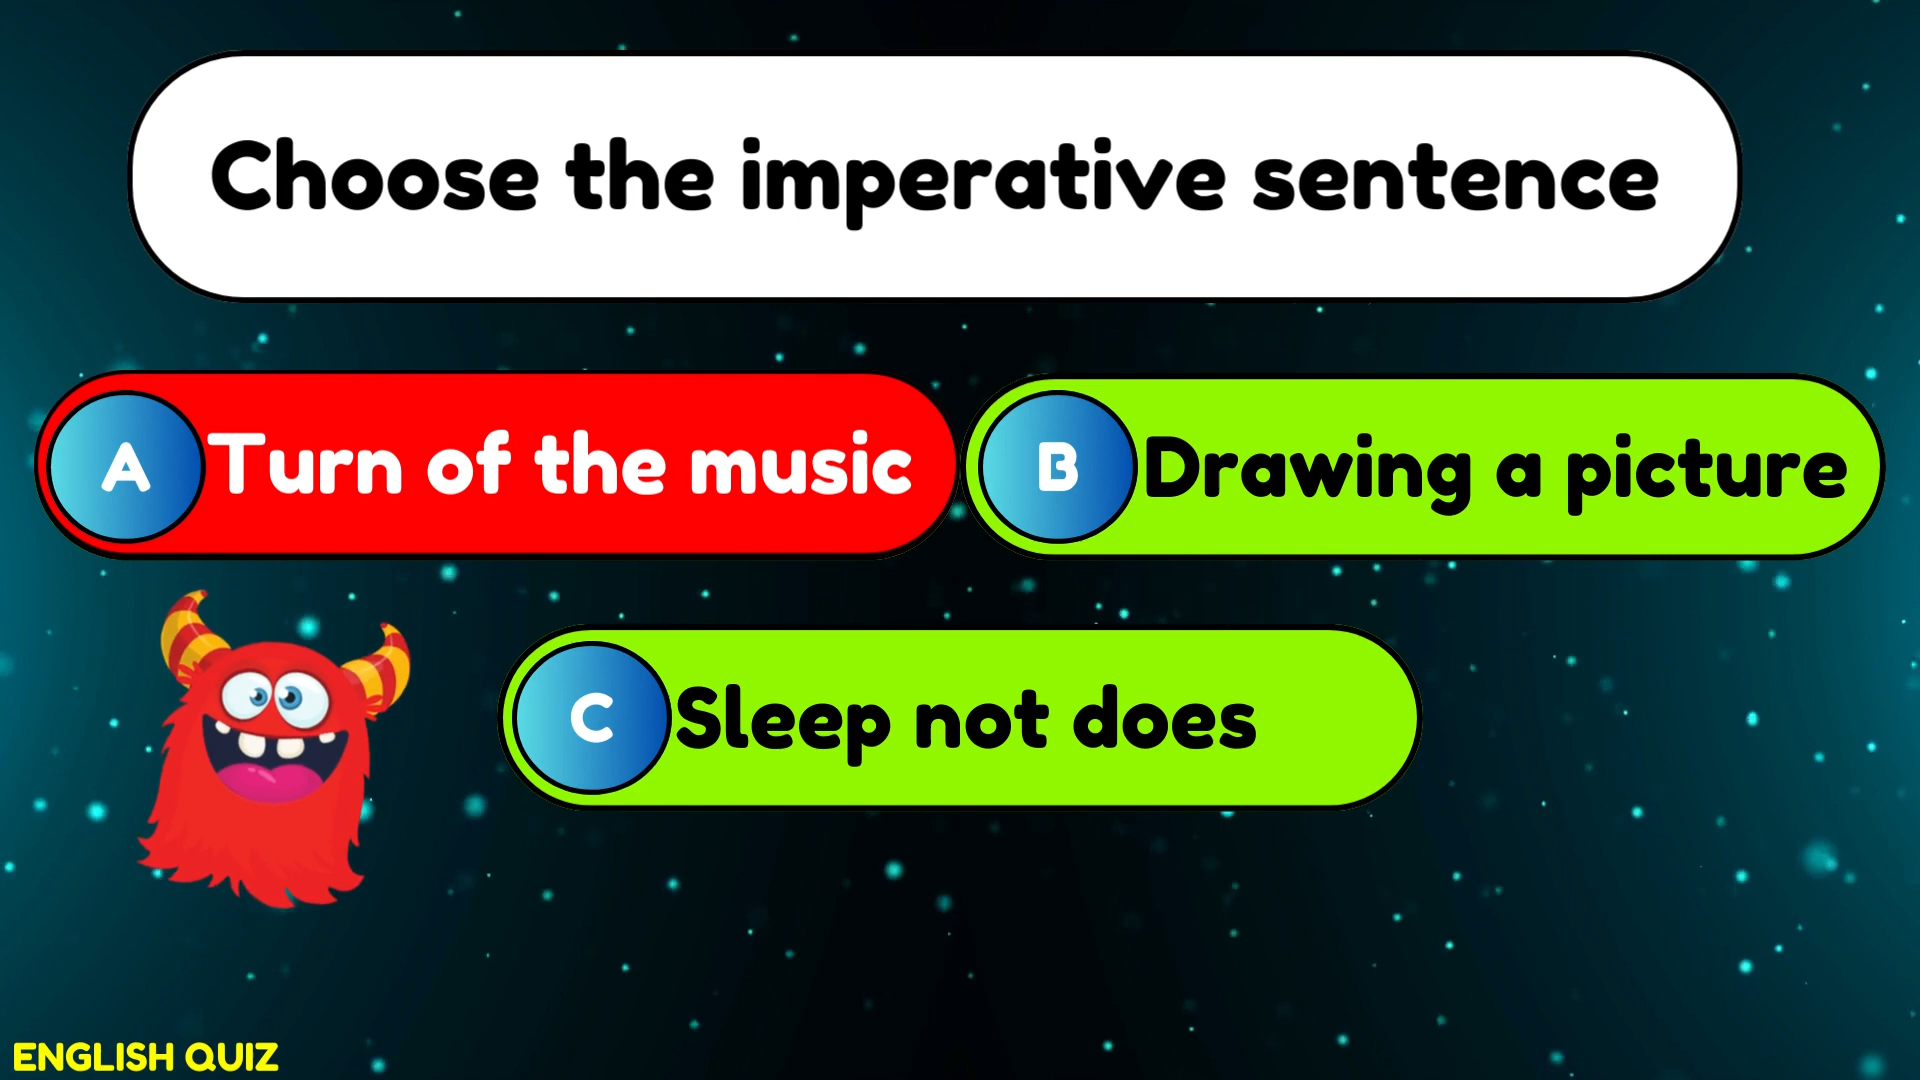 Choose the imperative sentence
A Turn of the music
B Drawing a picture
C Sleep not does
ENGLISH QUIZ